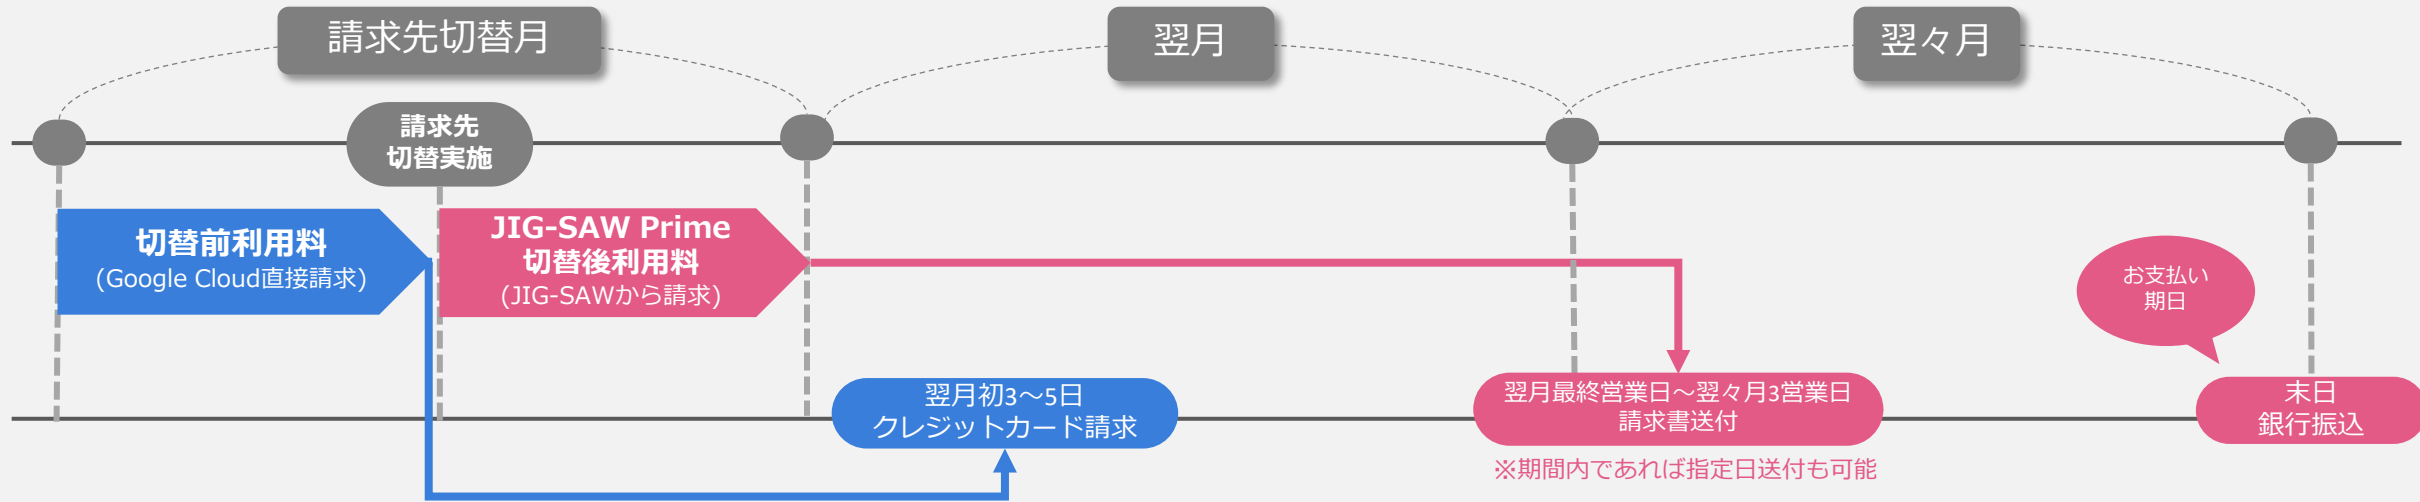 請求先切替月
翌月
翌々月
請求先
切替実施
切替前利用料
(Google Cloud直接請求)
JIG-SAW Prime
切替後利用料
(JIG-SAWから請求)
お支払い
期日
翌月初3～5日
クレジットカード請求
翌月最終営業日～翌々月3営業日
請求書送付
※期間内であれば指定日送付も可能
末日
銀行振込